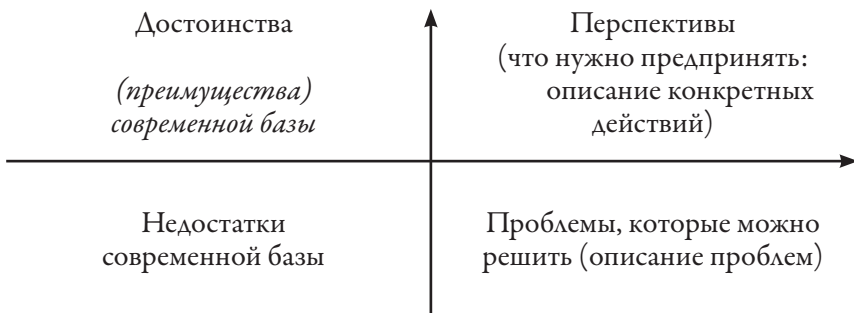 Достоинства
(преимущества)
современной базы
Перспективы
(что нужно предпринять:
описание конкретных
действий)
Недостатки
современной базы
Проблемы, которые можно
решить (описание проблем)